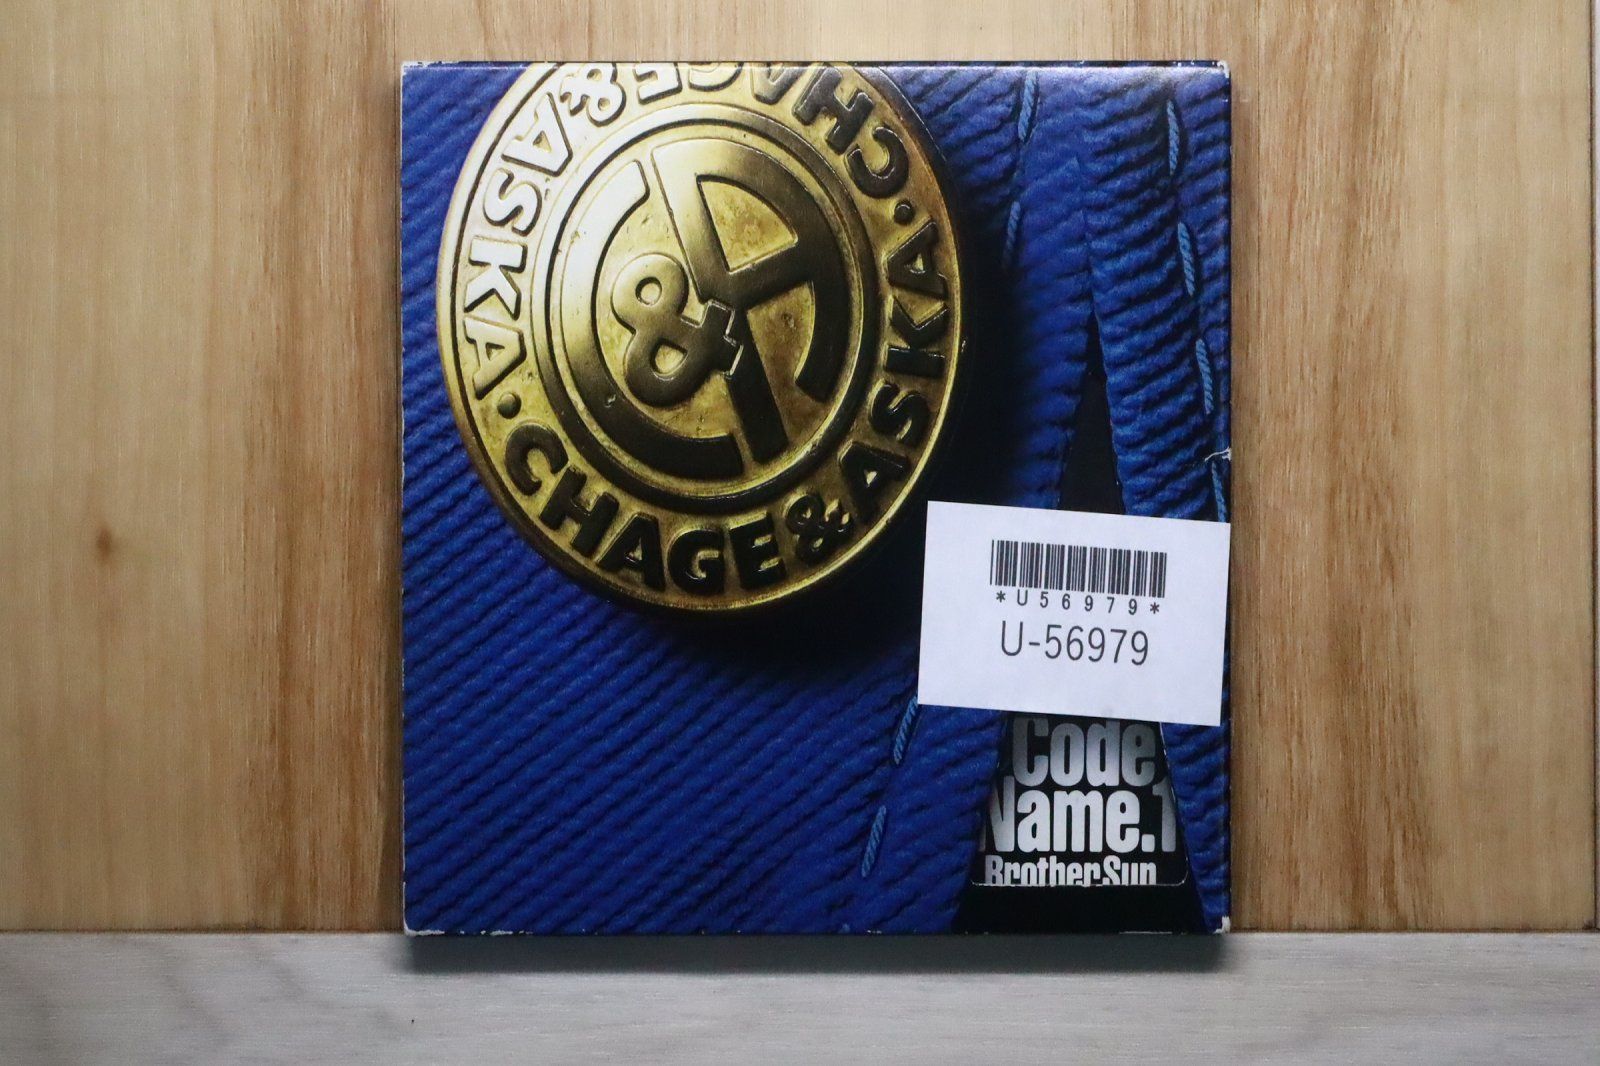 CHAGE & ASKA · CHAGE & ASKA ·
C&A
*U56979*
U-56979
Code
Name.1
Brother Sun